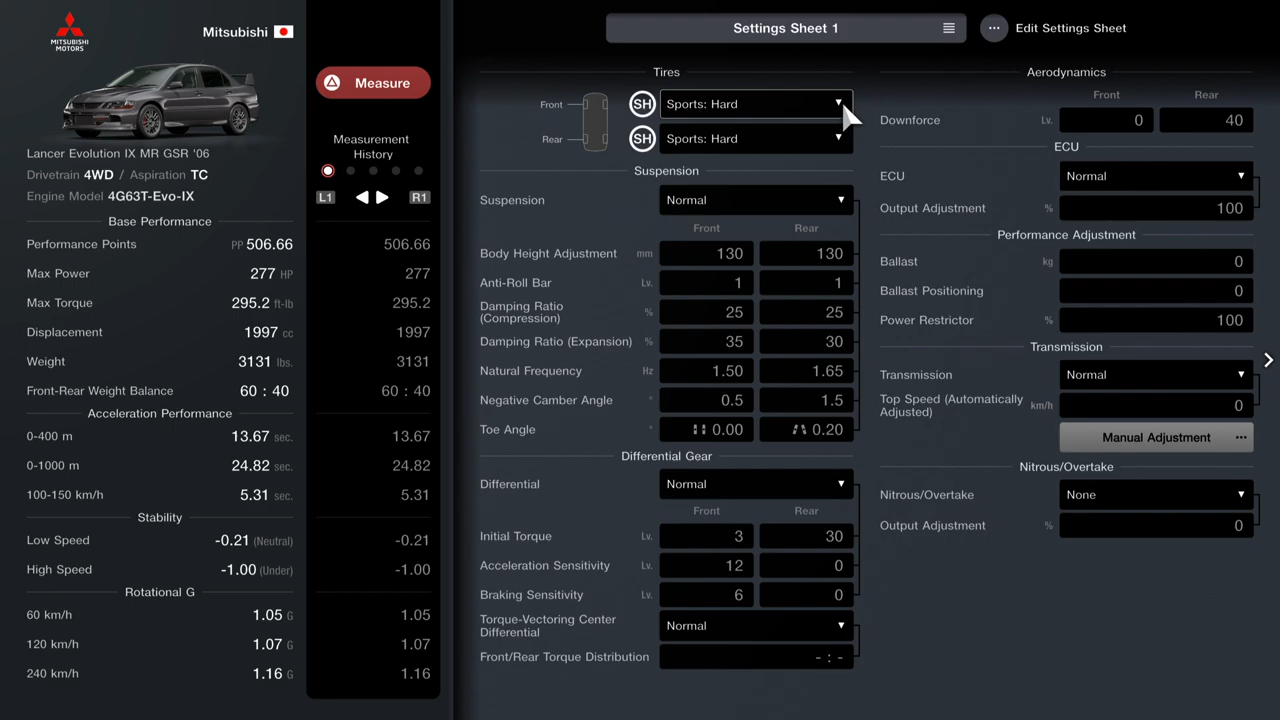 MITSUBISHI
MOTORS
Mitsubishi
Lancer Evolution IX MR GSR '06
Drivetrain 4WD / Aspiration TC
Engine Model 4G63T-Evo-IX
Base Performance
Performance Points PP 506.66
Max Power 277 HP
Max Torque 295.2 ft-lb
Displacement 1997 cc
Weight 3131 lbs.
Front-Rear Weight Balance 60 : 40
Acceleration Performance
0-400 m 13.67 sec.
0-1000 m 24.82 sec.
100-150 km/h 5.31 sec.
Stability
Low Speed -0.21 (Neutral)
High Speed -1.00 (Under)
Rotational G
60 km/h 1.05 G
120 km/h 1.07 G
240 km/h 1.16 G
Measure
Measurement
History
L1 R1
506.66
277
295.2
1997
3131
60 : 40
13.67
24.82
5.31
-0.21
-1.00
1.05
1.07
1.16
Settings Sheet 1
Edit Settings Sheet
Tires
Front SH Sports: Hard
Rear SH Sports: Hard
Suspension
Suspension Normal
Front Rear
Body Height Adjustment mm 130 130
Anti-Roll Bar Lv. 1 1
Damping Ratio
(Compression) % 25 25
Damping Ratio (Expansion) % 35 30
Natural Frequency Hz 1.50 1.65
Negative Camber Angle ° 0.5 1.5
Toe Angle ° 0.00 0.20
Differential Gear
Differential Normal
Front Rear
Initial Torque Lv. 3 30
Acceleration Sensitivity Lv. 12 0
Braking Sensitivity Lv. 6 0
Torque-Vectoring Center
Differential Normal
Front/Rear Torque Distribution - : -
Aerodynamics
Front Rear
Downforce Lv. 0 40
ECU
ECU Normal
Output Adjustment % 100
Performance Adjustment
Ballast kg 0
Ballast Positioning 0
Power Restrictor % 100
Transmission
Transmission Normal
Top Speed (Automatically
Adjusted) km/h 0
Manual Adjustment
Nitrous/Overtake
Nitrous/Overtake None
Output Adjustment % 0